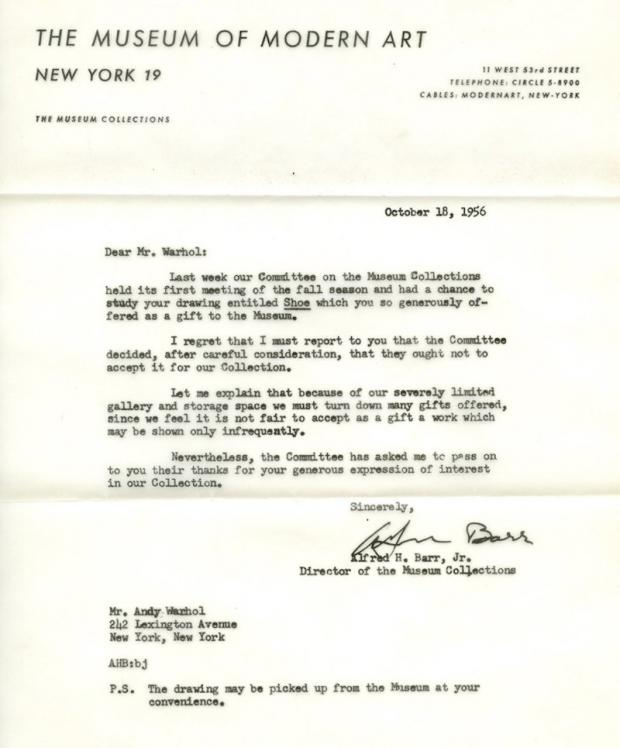 THE MUSEUM OF MODERN ART
NEW YORK 19
11 WEST 53rd STREET
TELEPHONE: CIRCLE 5-8900
CABLES: MODERNART, NEW-YORK
THE MUSEUM COLLECTIONS
October 18, 1956
Dear Mr. Warhol:
Last week our Committee on the Museum Collections
held its first meeting of the fall season and had a chance to
study your drawing entitled Shoe which you so generously of-
fered as a gift to the Museum.
I regret that I must report to you that the Committee
decided, after careful consideration, that they ought not to
accept it for our Collection.
Let me explain that because of our severely limited
gallery and storage space we must turn down many gifts offered,
since we feel it is not fair to accept as a gift a work which
may be shown only infrequently.
Nevertheless, the Committee has asked me to pass on
to you their thanks for your generous expression of interest
in our Collection.
Sincerely,
Barr
Alfred H. Barr, Jr.
Director of the Museum Collections
Mr. Andy Warhol
242 Lexington Avenue
New York, New York
AHB:bj
P.S. The drawing may be picked up from the Museum at your
convenience.